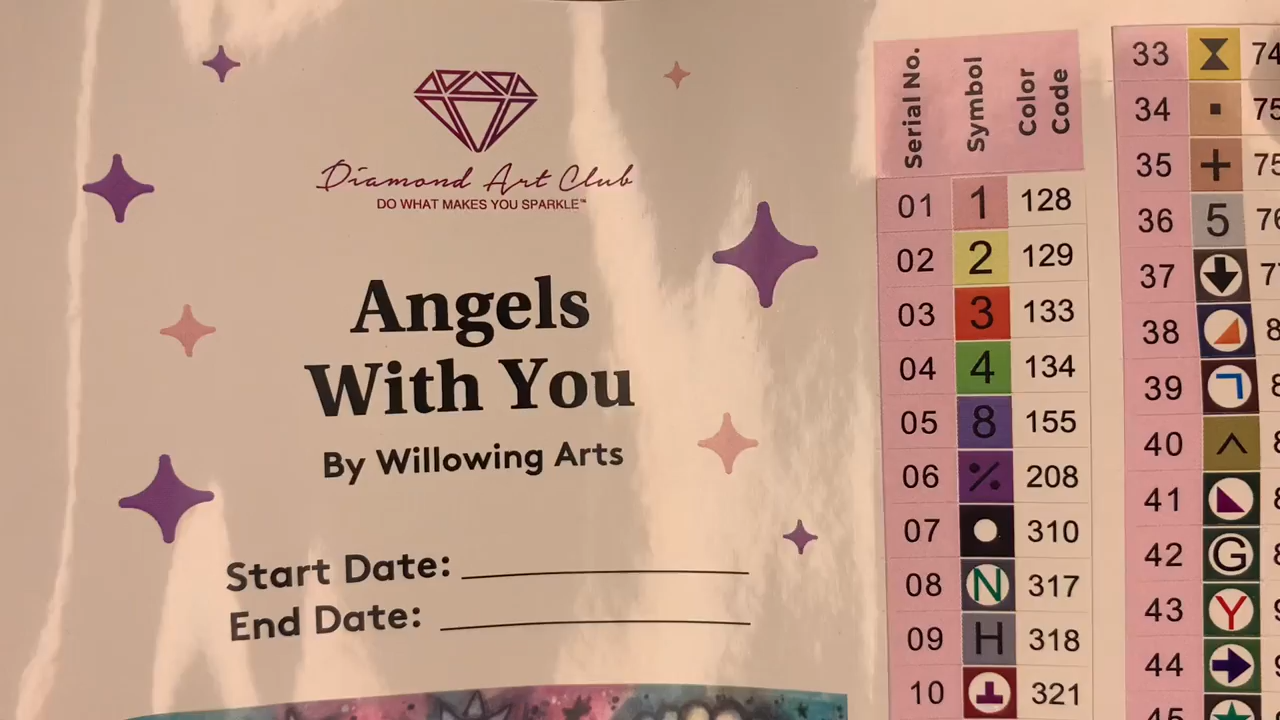 Diamond Art Club
DO WHAT MAKES YOU SPARKLE™
Angels
With You
By Willowing Arts
Start Date:
End Date:
Serial No. Symbol Color Code
01 1 128
02 2 129
03 3 133
04 4 134
05 8 155
06 % 208
07 310
08 N 317
09 H 318
10 321
33
34
35 +
36 5
37
38
39
40
41
42 G
43 Y
44